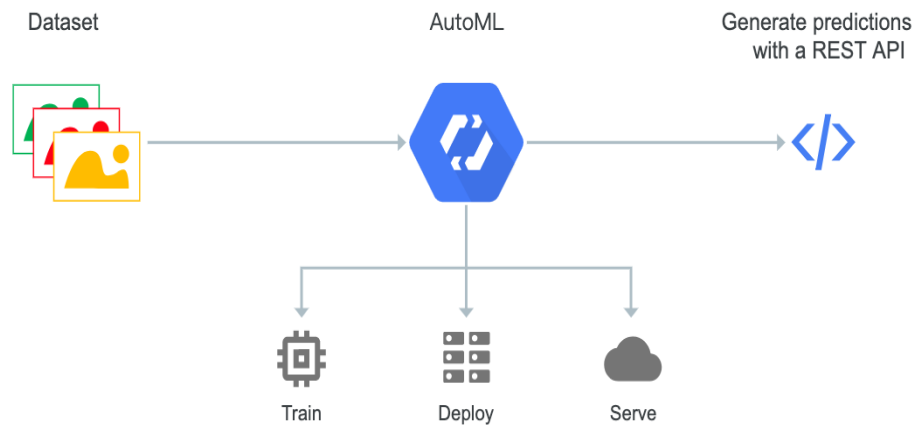 Dataset
AutoML
Generate predictions
with a REST API
Train
Deploy
Serve